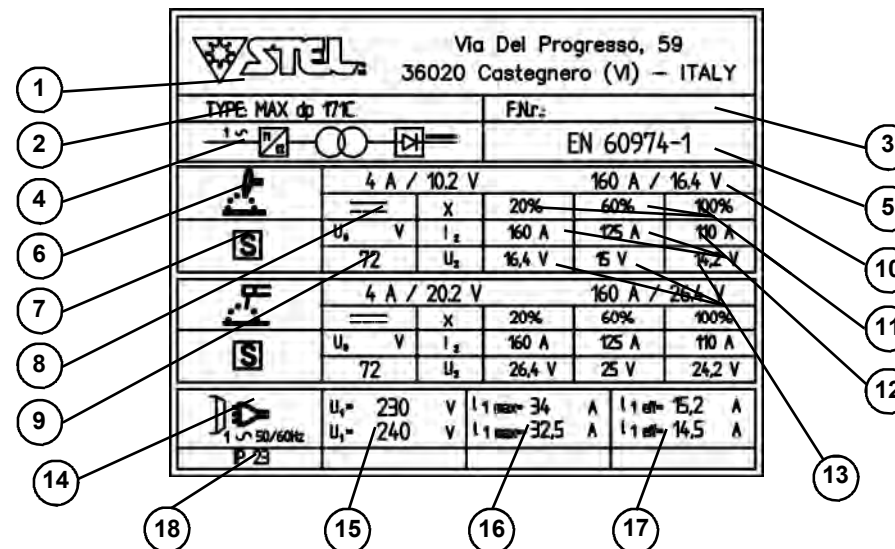 STEL
Via Del Progresso, 59
36020 Castegnero (VI) – ITALY
TYPE: MAX dp 171C
F.Nr.:
1 ~
EN 60974-1
4 A / 10.2 V 160 A / 16.4 V
X 20% 60% 100%
S
U₀ V I₂ 160 A 125 A 110 A
72 U₂ 16,4 V 15 V 14,2 V
4 A / 20.2 V 160 A / 26.4 V
X 20% 60% 100%
S
U₀ V I₂ 160 A 125 A 110 A
72 U₂ 26,4 V 25 V 24,2 V
1 ~ 50/60Hz
U₁= 230 V I 1 max= 34 A I 1 eff= 15,2 A
U₁= 240 V I 1 max= 32,5 A I 1 eff= 14,5 A
IP 23
1
2
3
4
5
6
7
8
9
10
11
12
13
14
15
16
17
18